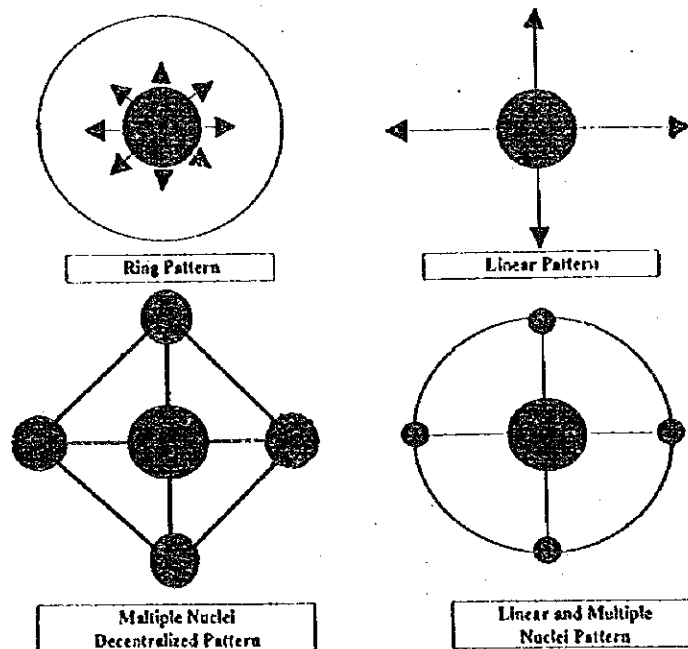 Ring Pattern
Linear Pattern
Multiple Nuclei
Decentralized Pattern
Linear and Multiple
Nuclei Pattern